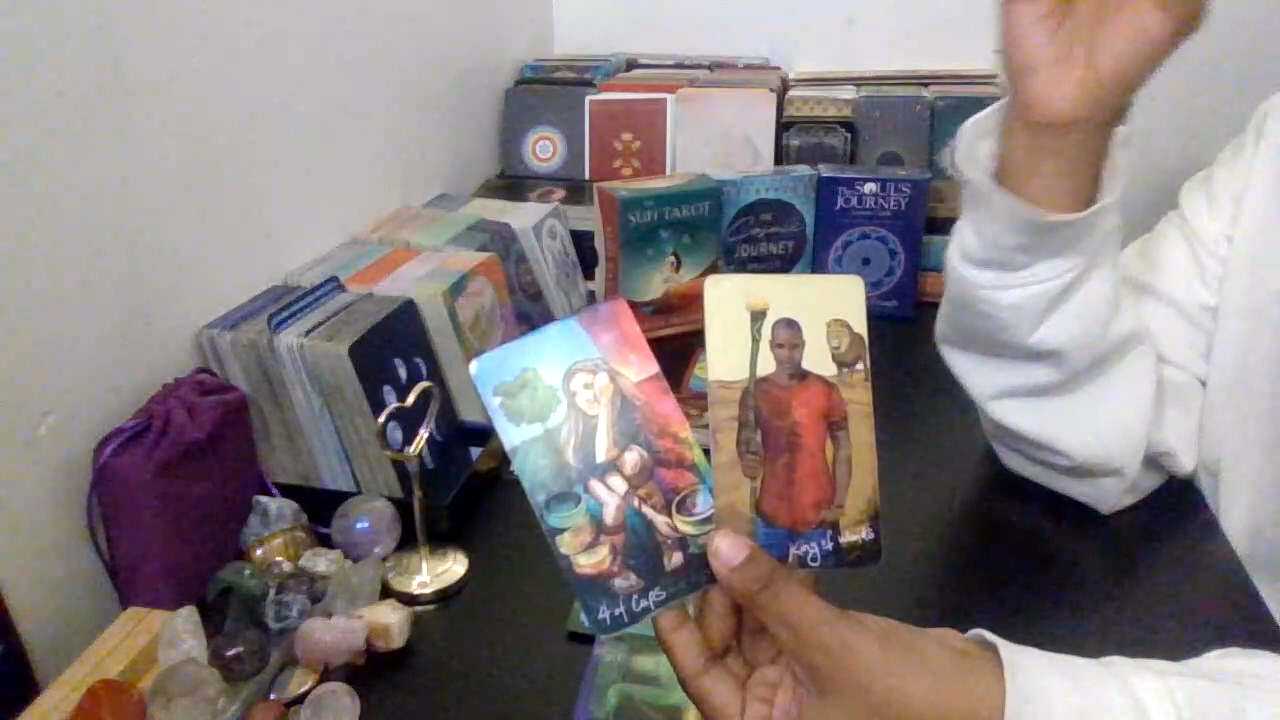 THE
SUN TAROT
THE
Cosmic
JOURNEY
The SOUL'S
JOURNEY
4 of Cups
King of Wands